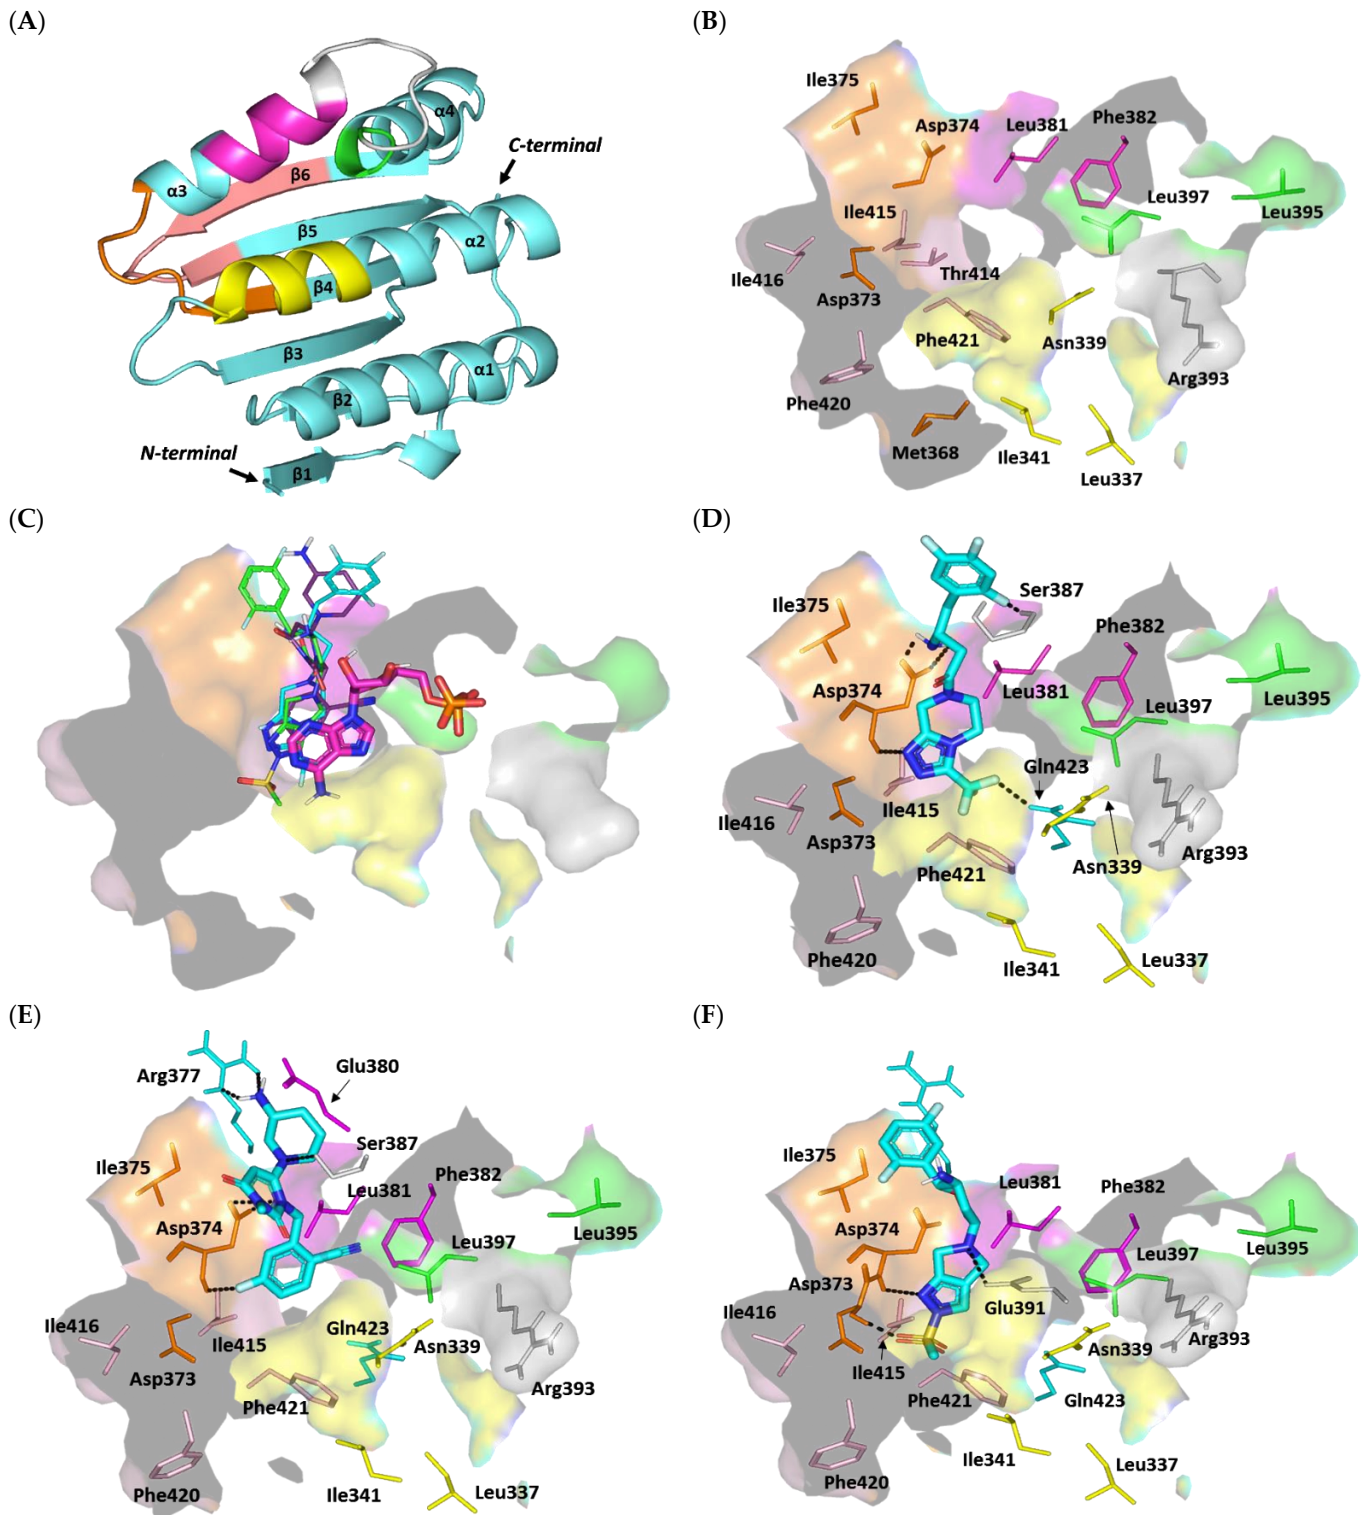 (A)
α4
C-terminal
β6
α3
β5
α2
β4
β3
α1
β2
N-terminal
β1
(B)
Ile375
Asp374
Leu381
Phe382
Leu397
Leu395
Ile415
Ile416
Thr414
Asp373
Phe421
Asn339
Arg393
Phe420
Met368
Ile341
Leu337
(C)
(D)
Ser387
Ile375
Phe382
Asp374
Leu381
Leu395
Leu397
Gln423
Ile416
Ile415
Asp373
Arg393
Phe421
Asn339
Phe420
Ile341
Leu337
(E)
Glu380
Arg377
Ser387
Ile375
Phe382
Leu381
Asp374
Leu395
Leu397
Ile416
Gln423
Ile415
Asn339
Asp373
Arg393
Phe421
Phe420
Ile341
Leu337
(F)
Ile375
Leu381
Phe382
Asp374
Leu395
Leu397
Asp373
Glu391
Ile416
Arg393
Asn339
Ile415
Phe421
Gln423
Ile341
Leu337
Phe420